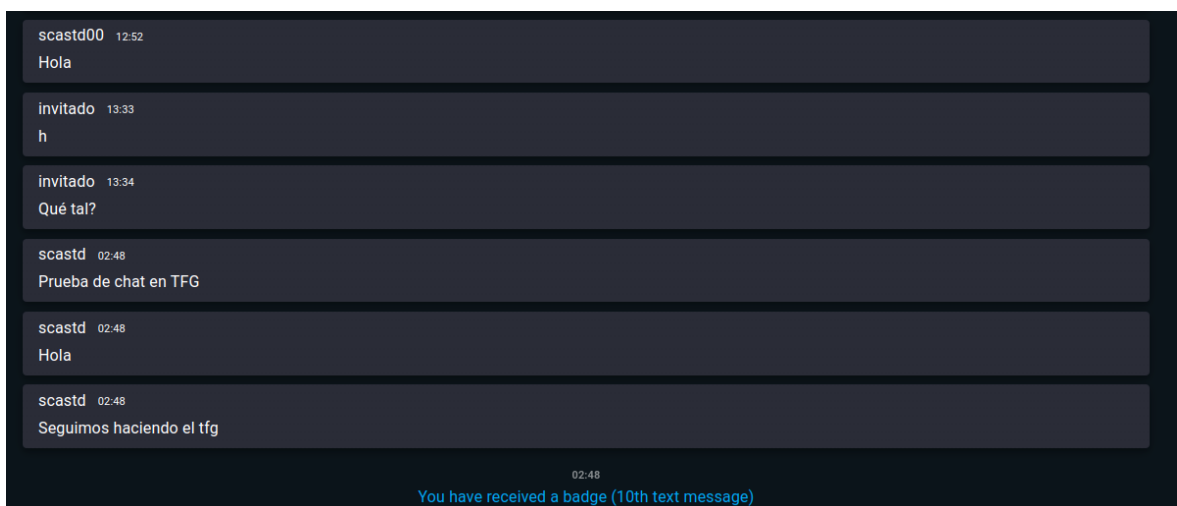 scastd00 12:52
Hola
invitado 13:33
h
invitado 13:34
Qué tal?
scastd 02:48
Prueba de chat en TFG
scastd 02:48
Hola
scastd 02:48
Seguimos haciendo el tfg
02:48
You have received a badge (10th text message)